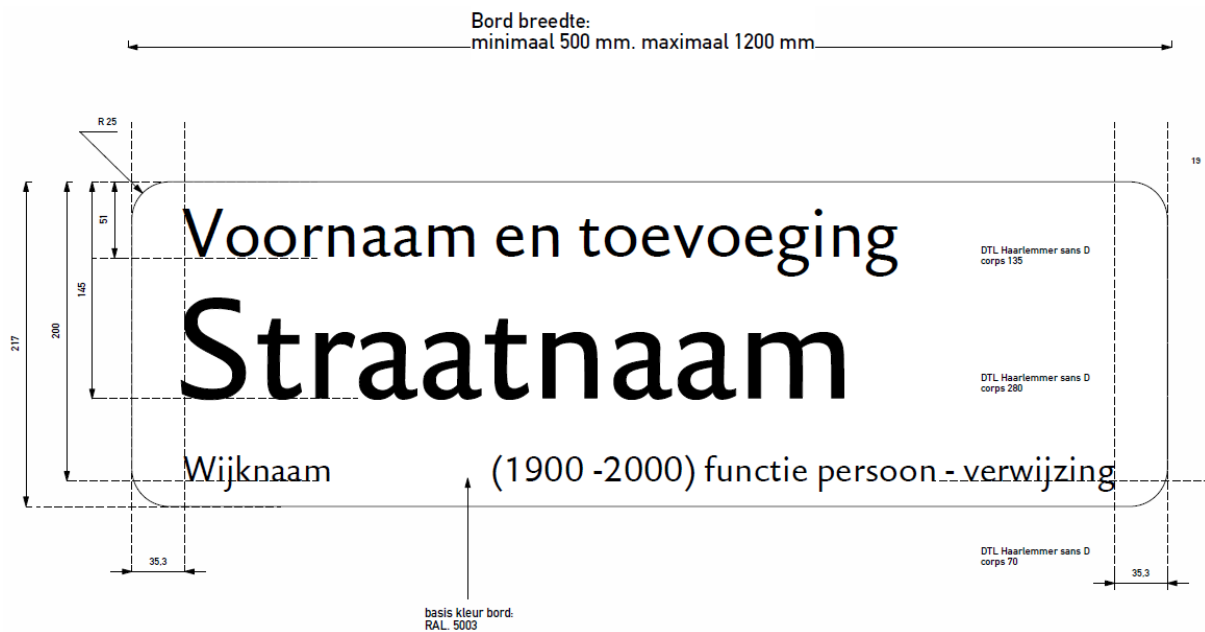 Bord breedte:
minimaal 500 mm. maximaal 1200 mm
R 25
19
51
145
200
217
Voornaam en toevoeging
DTL Haarlemmer sans D
corps 135
Straatnaam
DTL Haarlemmer sans D
corps 280
Wijknaam (1900 -2000) functie persoon - verwijzing
35,3
DTL Haarlemmer sans D
corps 70
35,3
basis kleur bord:
RAL. 5003